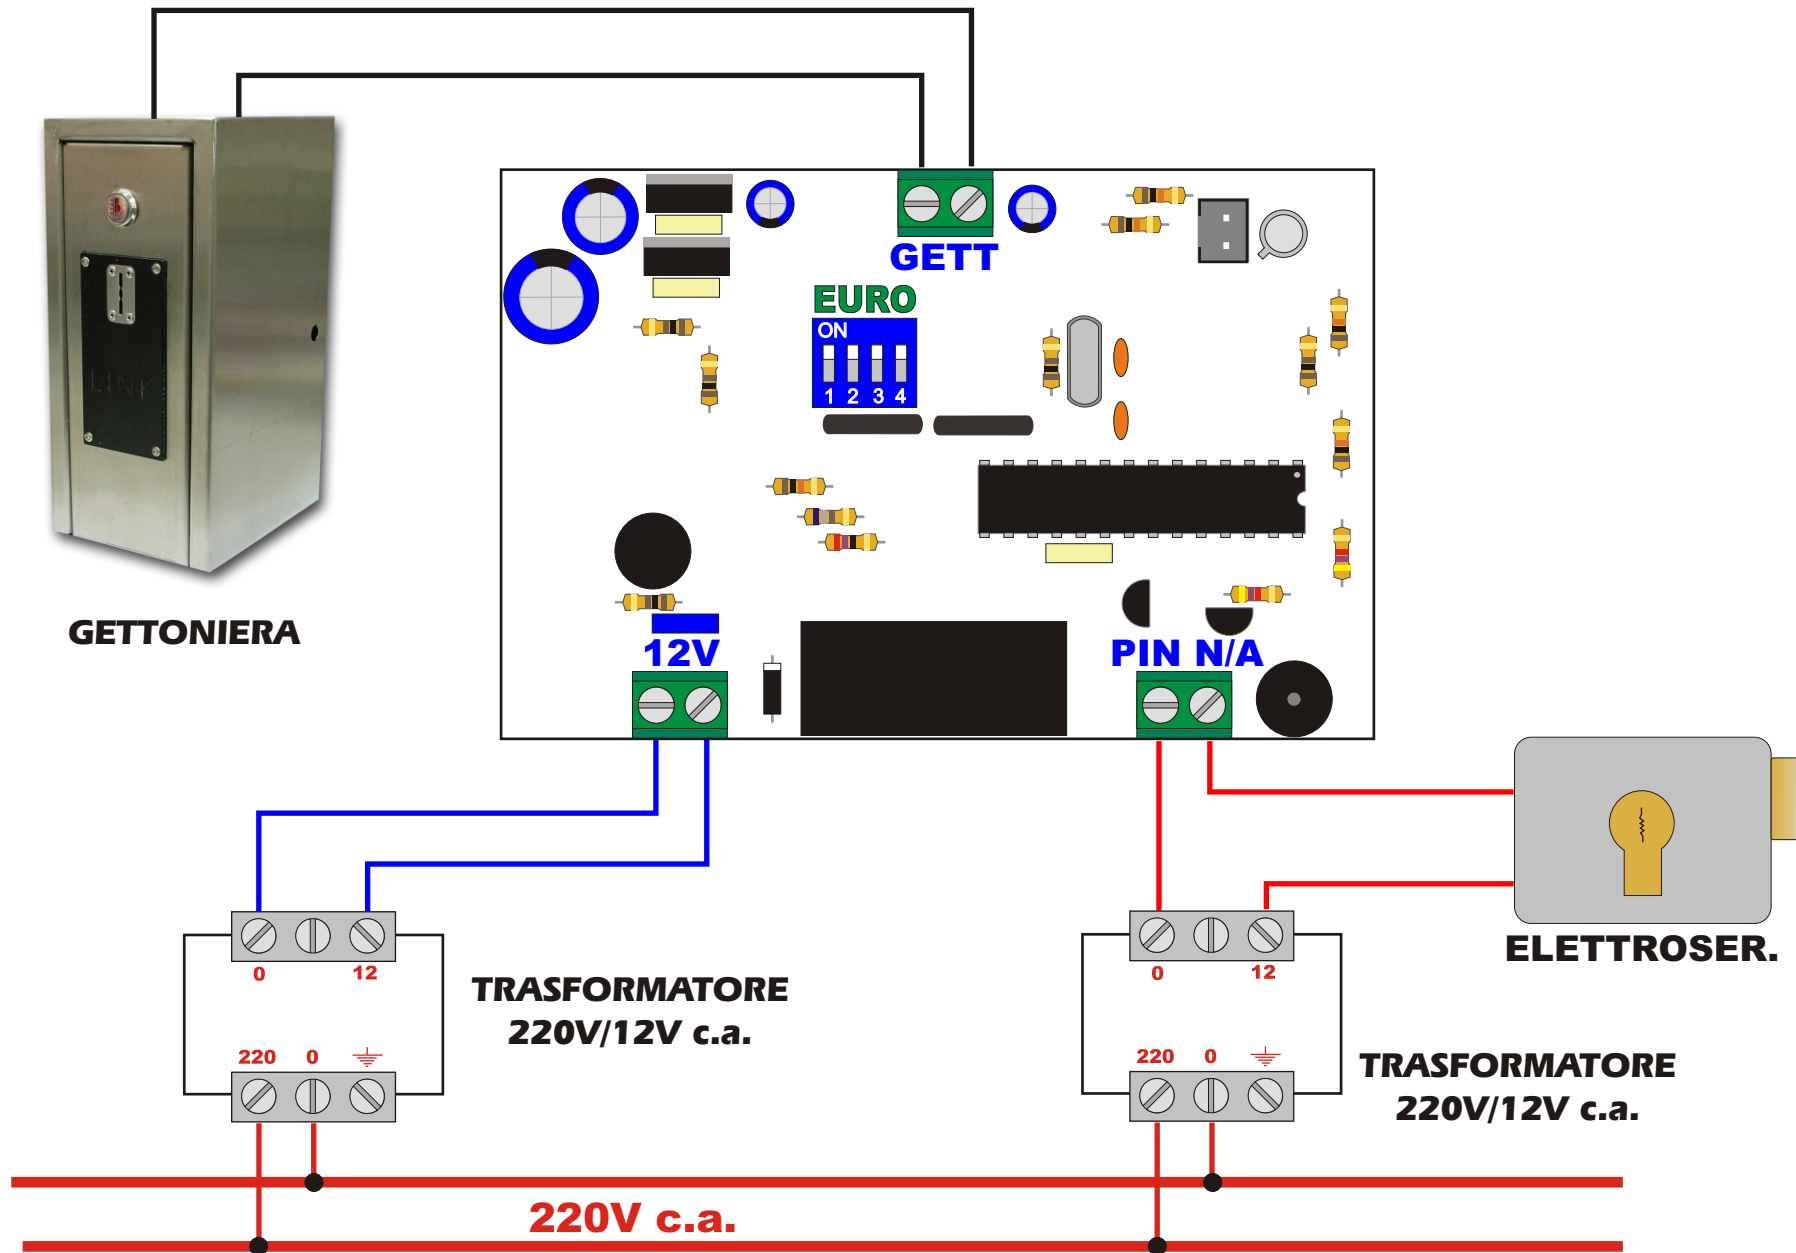 GETT
EURO
ON
1 2 3 4
LINK
GETTONIERA
12V
PIN N/A
ELETTROSER.
0 12
TRASFORMATORE
220V/12V c.a.
220 0
0 12
220 0
TRASFORMATORE
220V/12V c.a.
220V c.a.